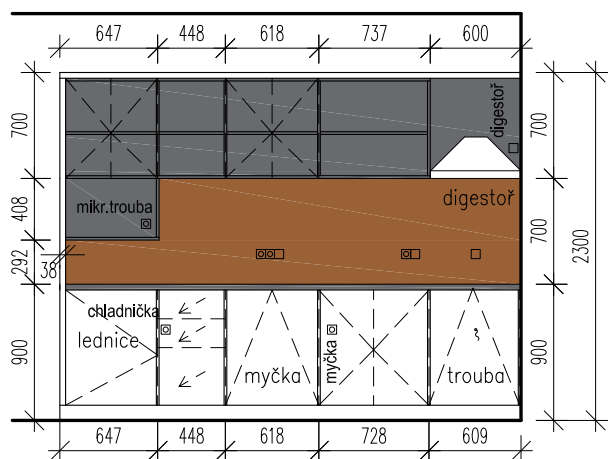 647 448 618 737 600
700
408
292
38
900
digestoř
mikr.trouba
digestoř
chladnička
lednice
myčka
myčka
trouba
700
700
900
2300
647 448 618 728 609